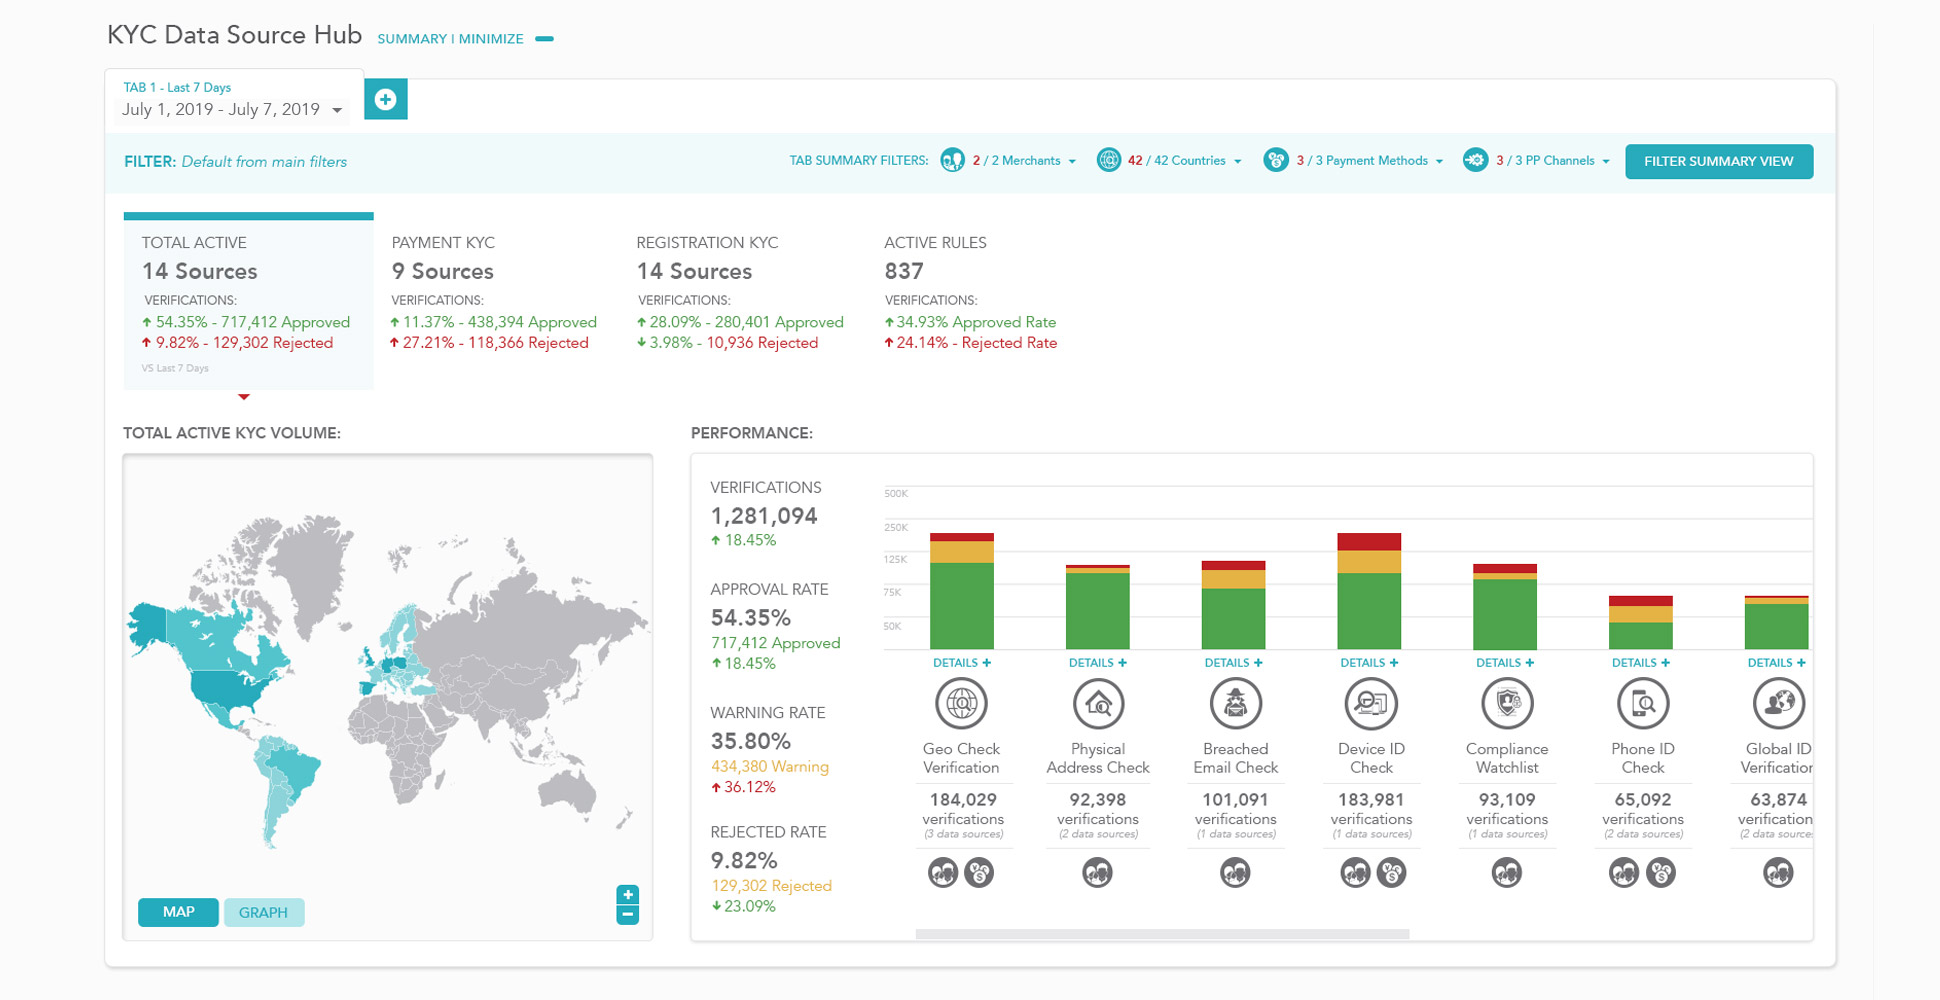 KYC Data Source Hub SUMMARY | MINIMIZE
TAB 1 - Last 7 Days
July 1, 2019 - July 7, 2019
FILTER: Default from main filters
TAB SUMMARY FILTERS: 2 / 2 Merchants 42 / 42 Countries 3 / 3 Payment Methods 3 / 3 PP Channels FILTER SUMMARY VIEW
TOTAL ACTIVE
14 Sources
VERIFICATIONS:
54.35% - 717,412 Approved
9.82% - 129,302 Rejected
VS Last 7 Days
PAYMENT KYC
9 Sources
VERIFICATIONS:
11.37% - 438,394 Approved
27.21% - 118,366 Rejected
REGISTRATION KYC
14 Sources
VERIFICATIONS:
28.09% - 280,401 Approved
3.98% - 10,936 Rejected
ACTIVE RULES
837
VERIFICATIONS:
34.93% Approved Rate
24.14% - Rejected Rate
TOTAL ACTIVE KYC VOLUME:
MAP
GRAPH
PERFORMANCE:
VERIFICATIONS
1,281,094
18.45%
APPROVAL RATE
54.35%
717,412 Approved
18.45%
WARNING RATE
35.80%
434,380 Warning
36.12%
REJECTED RATE
9.82%
129,302 Rejected
23.09%
500K
250K
125K
75K
50K
DETAILS +
Geo Check
Verification
184,029
verifications
(3 data sources)
DETAILS +
Physical
Address Check
92,398
verifications
(2 data sources)
DETAILS +
Breached
Email Check
101,091
verifications
(1 data sources)
DETAILS +
Device ID
Check
183,981
verifications
(1 data sources)
DETAILS +
Compliance
Watchlist
93,109
verifications
(1 data sources)
DETAILS +
Phone ID
Check
65,092
verifications
(2 data sources)
DETAILS +
Global ID
Verification
63,874
verification
(2 data source